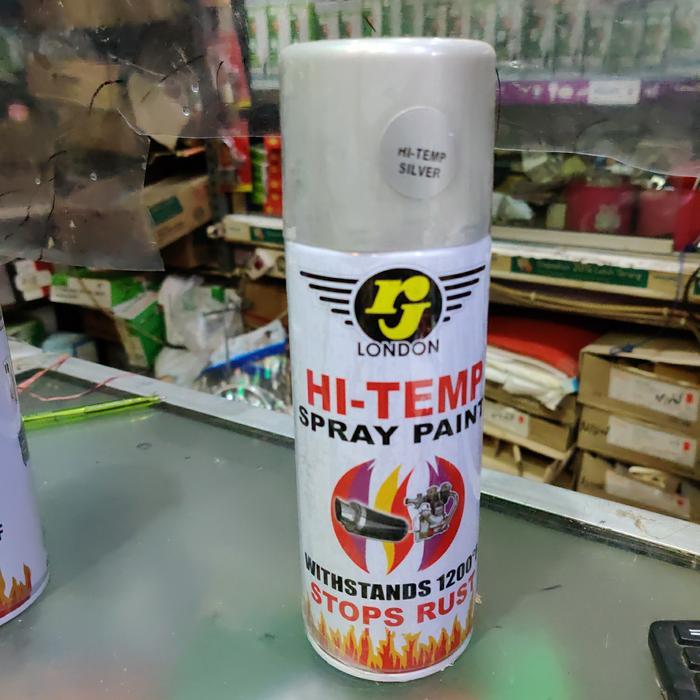 HI-TEMP
SILVER
rj
LONDON
HI-TEMP
SPRAY PAINT
WITHSTANDS 1200°F
STOPS RUST